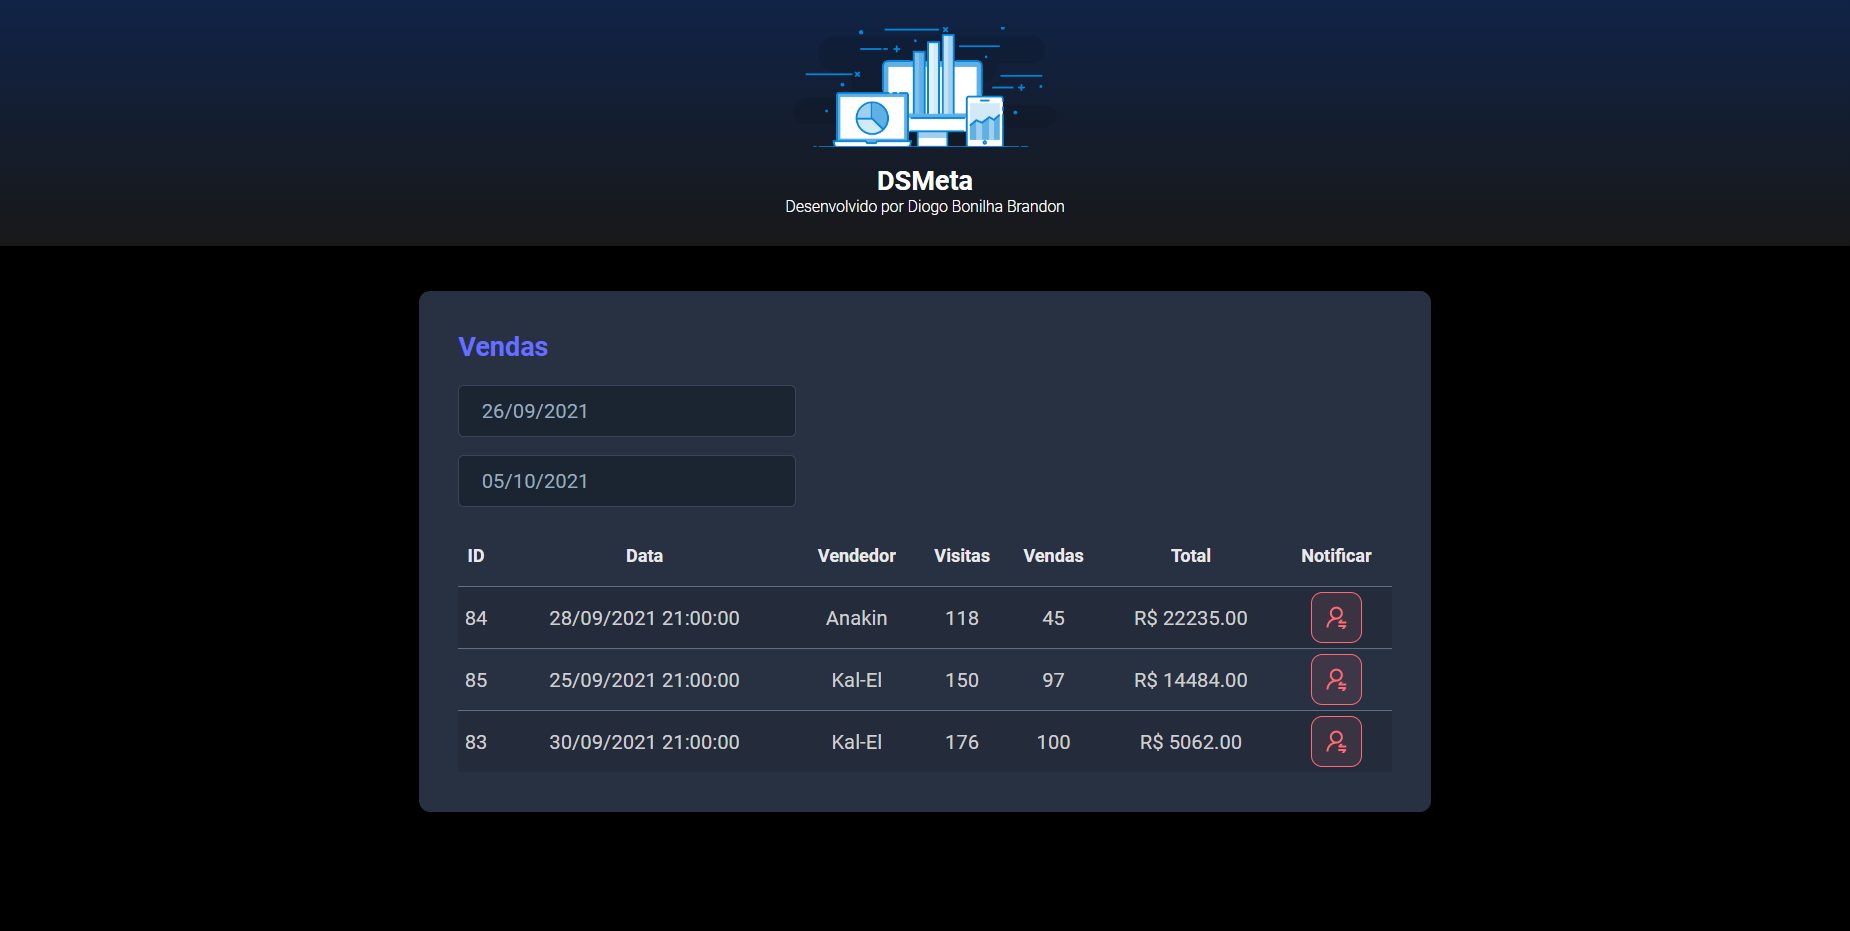 DSMeta
Desenvolvido por Diogo Bonilha Brandon
Vendas
26/09/2021
05/10/2021
ID Data Vendedor Visitas Vendas Total Notificar
84 28/09/2021 21:00:00 Anakin 118 45 R$ 22235.00
85 25/09/2021 21:00:00 Kal-El 150 97 R$ 14484.00
83 30/09/2021 21:00:00 Kal-El 176 100 R$ 5062.00